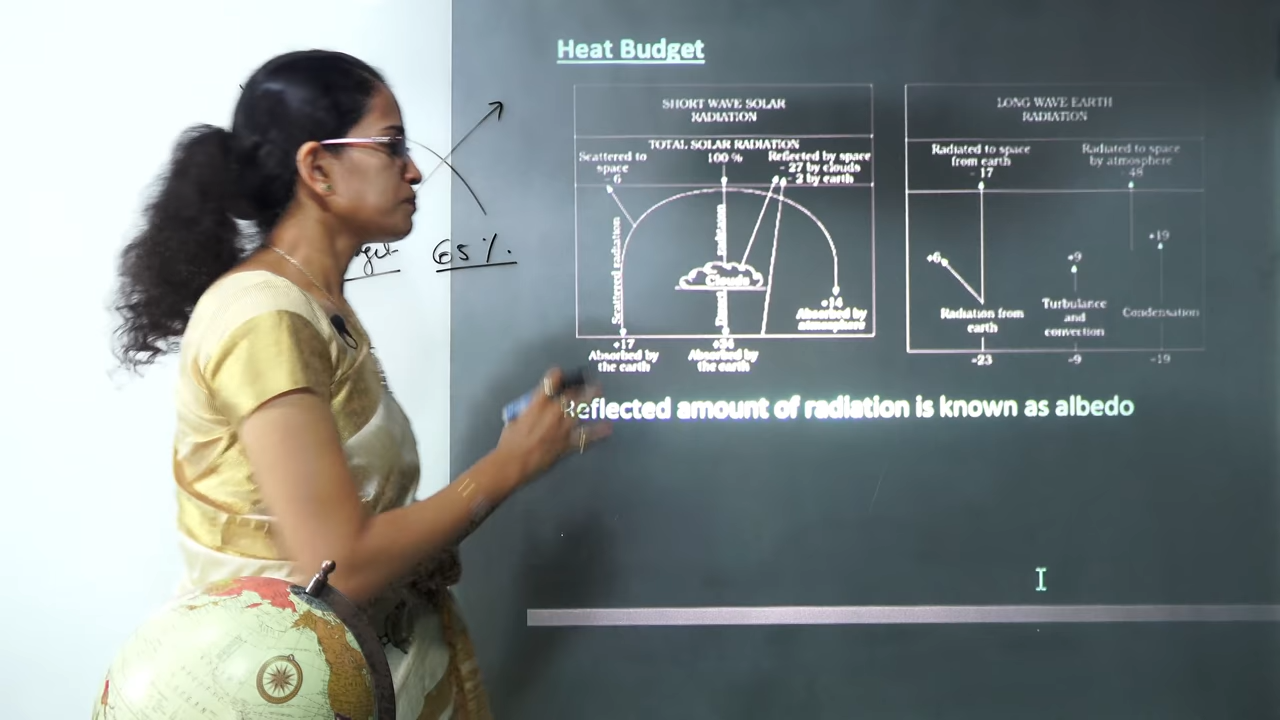 Heat Budget
SHORT WAVE SOLAR
RADIATION
TOTAL SOLAR RADIATION
100 %
Scattered to
space
- 6
Reflected by space
- 27 by clouds
- 2 by earth
Scattered radiation
Clouds
+14
Absorbed by
atmosphere
+17
Absorbed by
the earth
+34
Absorbed by
the earth
LONG WAVE EARTH
RADIATION
Radiated to space
from earth
- 17
Radiated to space
by atmosphere
- 48
+6
Radiation from
earth
-23
+9
Turbulance
and
convection
-9
+19
Condensation
-19
65 %.
Reflected amount of radiation is known as albedo